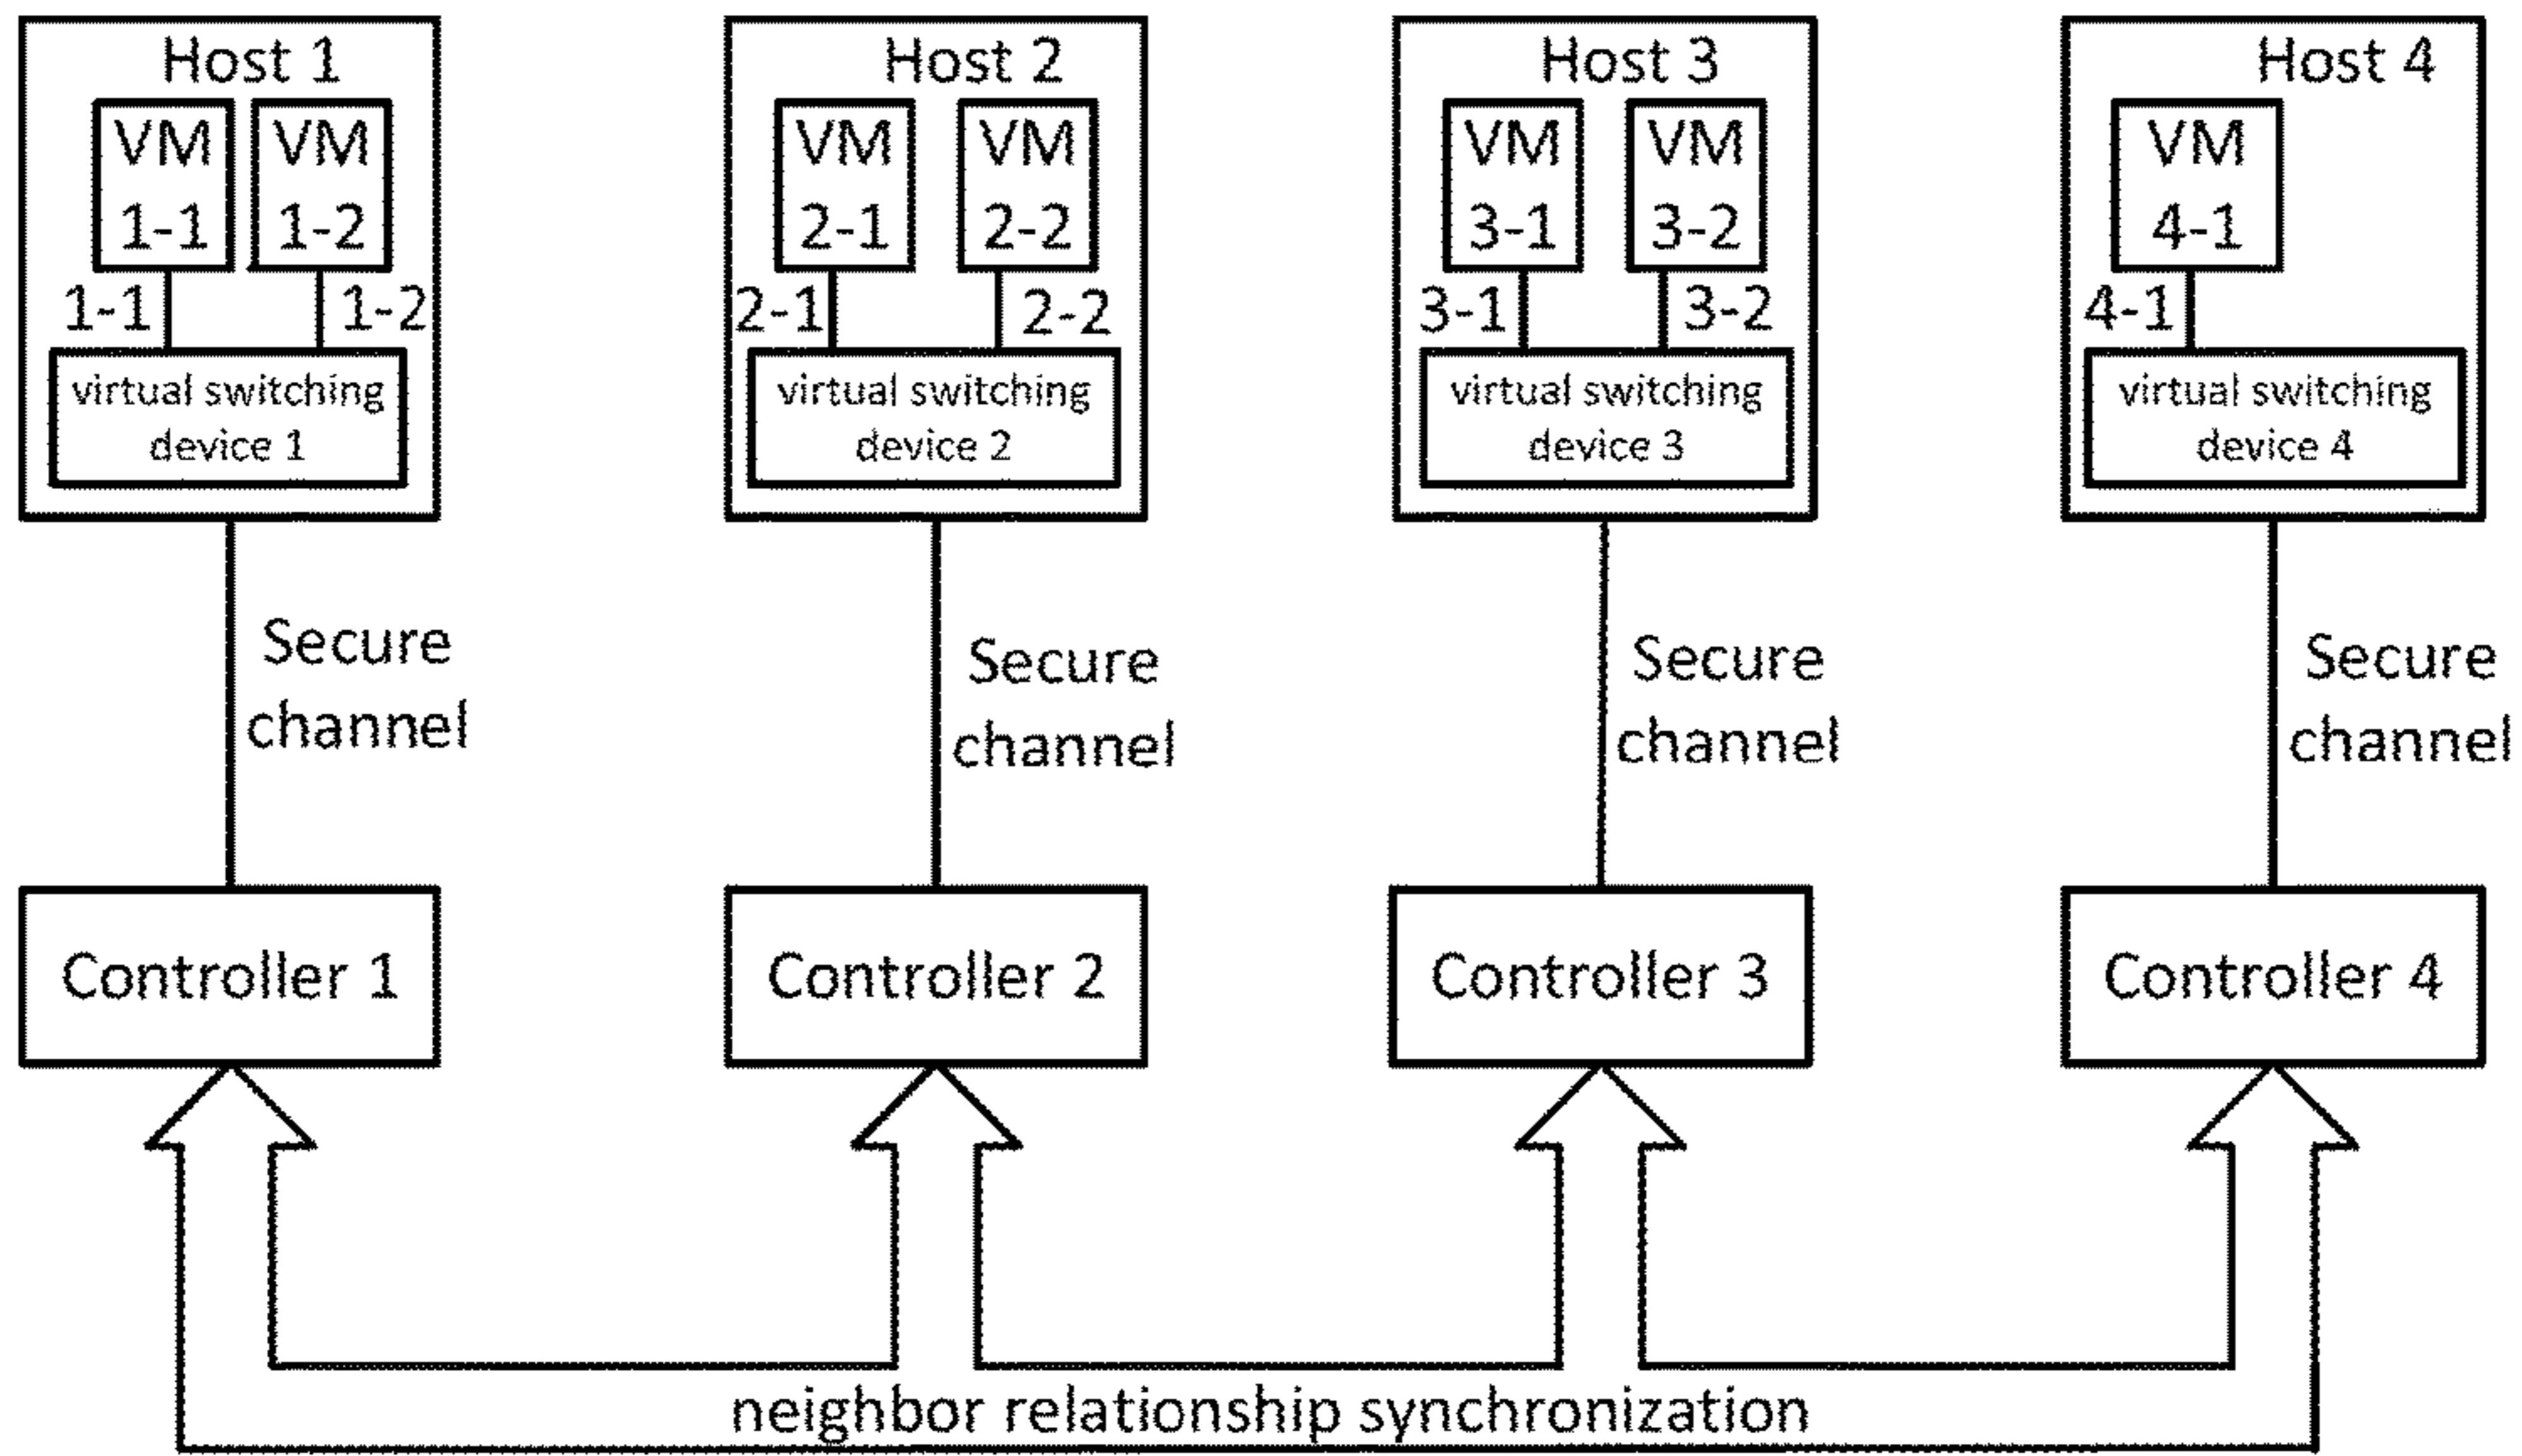 Host 1
VM
1-1
VM
1-2
1-1
1-2
virtual switching
device 1
Host 2
VM
2-1
VM
2-2
2-1
2-2
virtual switching
device 2
Host 3
VM
3-1
VM
3-2
3-1
3-2
virtual switching
device 3
Host 4
VM
4-1
4-1
virtual switching
device 4
Secure
channel
Secure
channel
Secure
channel
Secure
channel
Controller 1
Controller 2
Controller 3
Controller 4
neighbor relationship synchronization